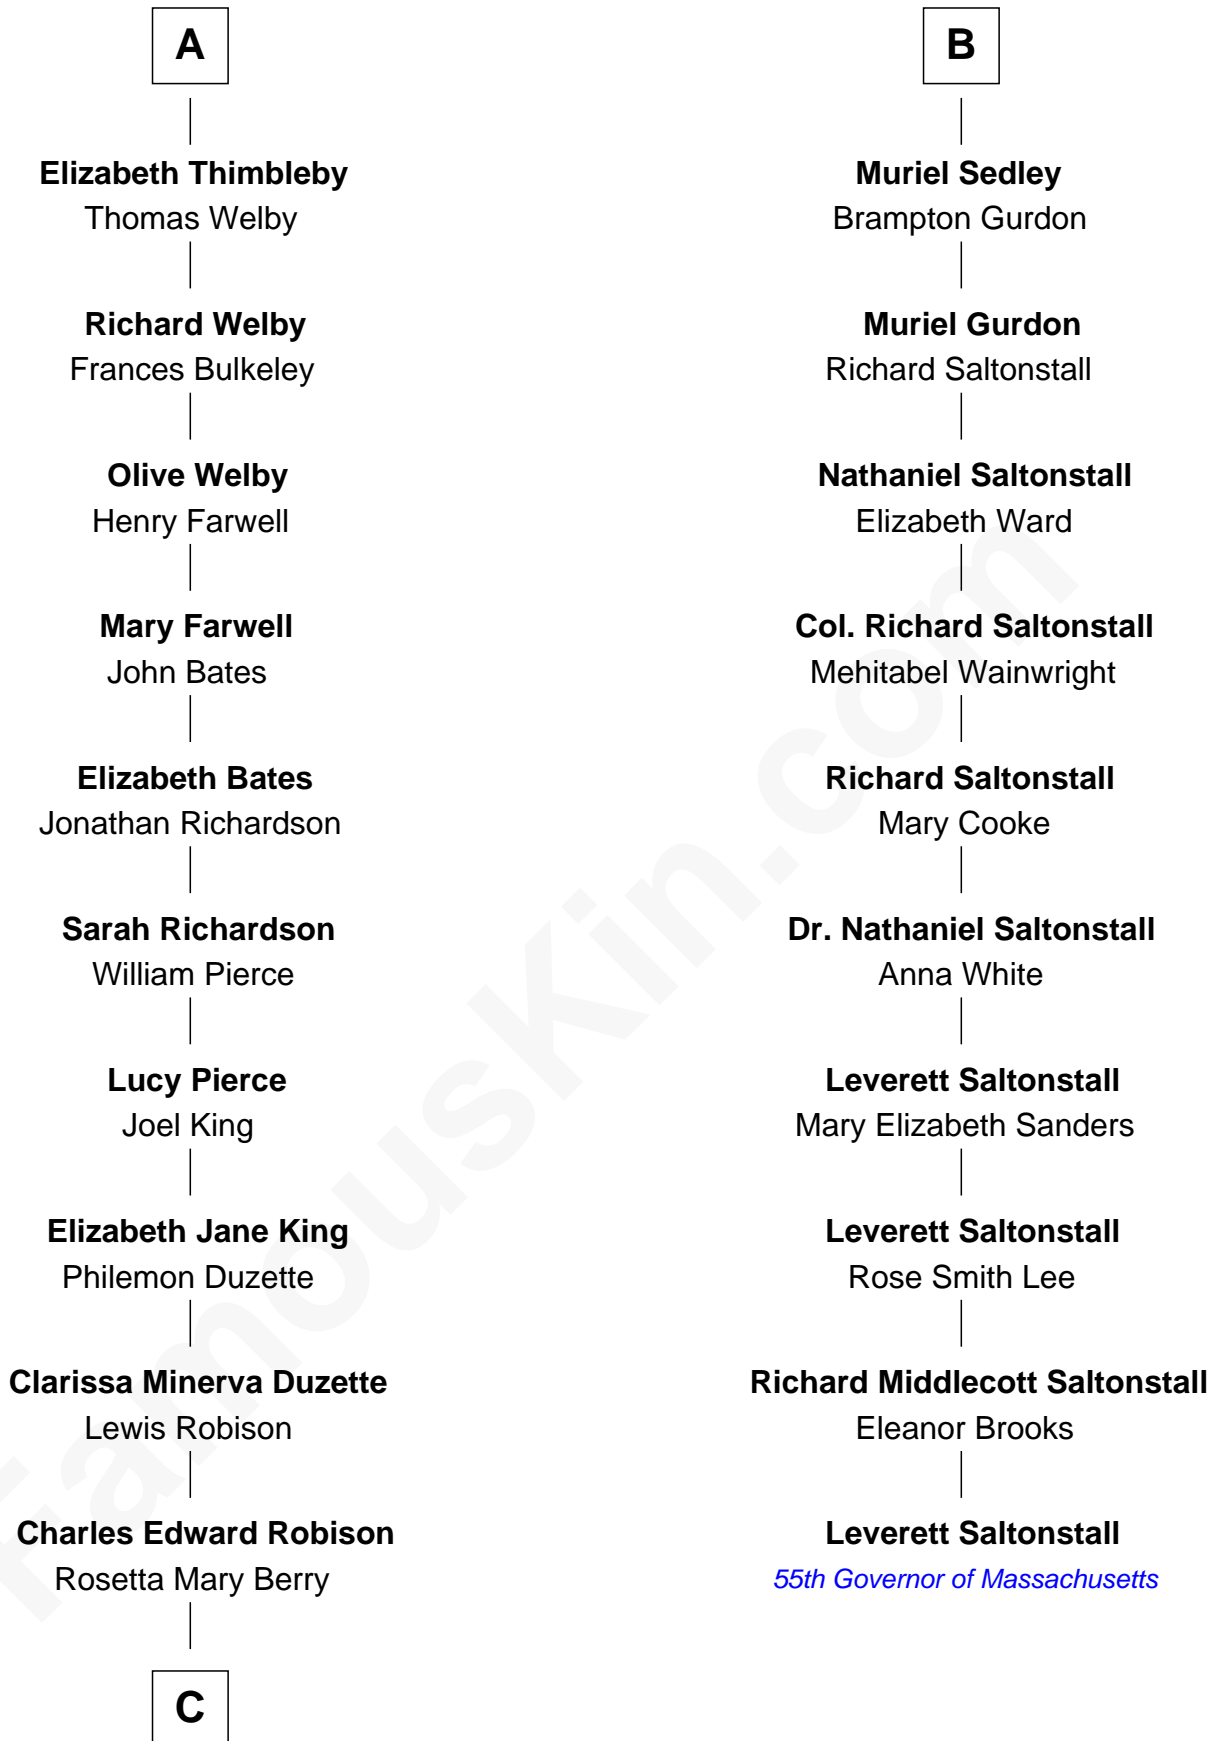 A
Elizabeth Thimbleby
Thomas Welby
Richard Welby
Frances Bulkeley
Olive Welby
Henry Farwell
Mary Farwell
John Bates
Elizabeth Bates
Jonathan Richardson
Sarah Richardson
William Pierce
Lucy Pierce
Joel King
Elizabeth Jane King
Philemon Duzette
Clarissa Minerva Duzette
Lewis Robison
Charles Edward Robison
Rosetta Mary Berry
C
B
Muriel Sedley
Brampton Gurdon
Muriel Gurdon
Richard Saltonstall
Nathaniel Saltonstall
Elizabeth Ward
Col. Richard Saltonstall
Mehitabel Wainwright
Richard Saltonstall
Mary Cooke
Dr. Nathaniel Saltonstall
Anna White
Leverett Saltonstall
Mary Elizabeth Sanders
Leverett Saltonstall
Rose Smith Lee
Richard Middlecott Saltonstall
Eleanor Brooks
Leverett Saltonstall
55th Governor of Massachusetts
FamousKin.com